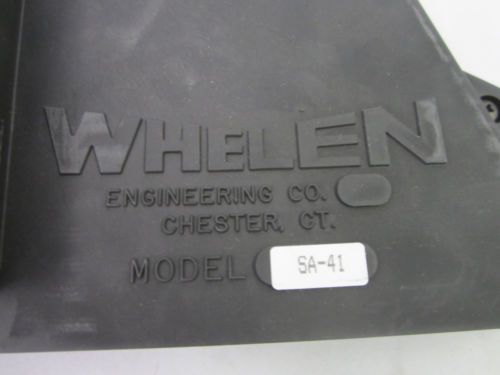 WHELEN
ENGINEERING CO.
CHESTER, CT.
MODEL SA-41